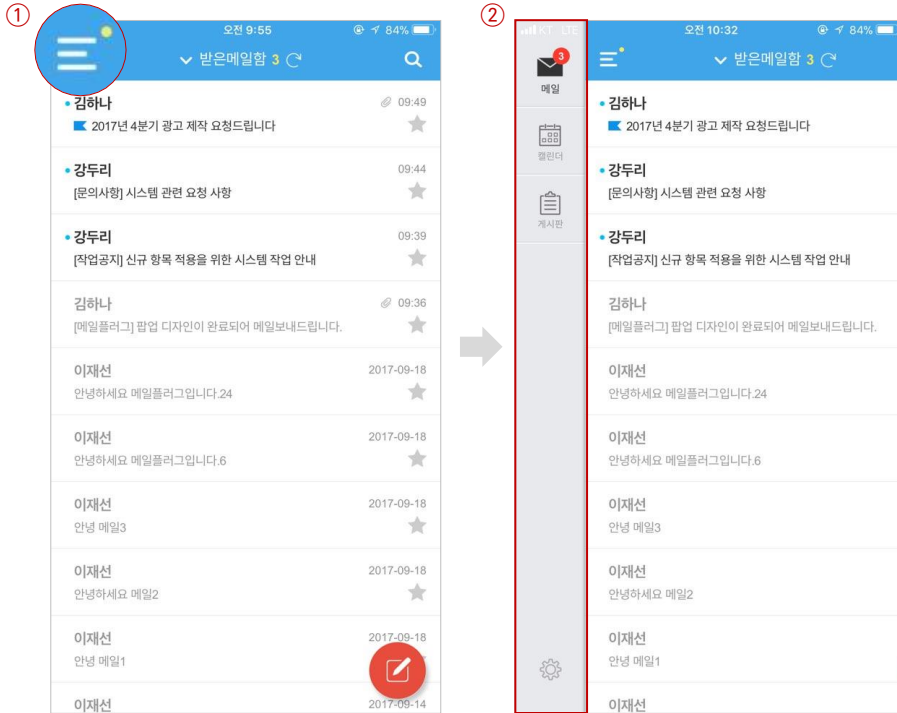 ①
오전 9:55
84%
받은메일함 3
김하나
09:49
2017년 4분기 광고 제작 요청드립니다
강두리
09:44
[문의사항] 시스템 관련 요청 사항
강두리
09:39
[작업공지] 신규 항목 적용을 위한 시스템 작업 안내
김하나
09:36
[메일플러그] 팝업 디자인이 완료되어 메일보내드립니다.
이재선
2017-09-18
안녕하세요 메일플러그입니다.24
이재선
2017-09-18
안녕하세요 메일플러그입니다.6
이재선
2017-09-18
안녕 메일3
이재선
2017-09-18
안녕하세요 메일2
이재선
2017-09-18
안녕 메일1
이재선
2017-09-14
②
KT LTE
오전 10:32
84%
3
메일
캘린더
게시판
받은메일함 3
김하나
2017년 4분기 광고 제작 요청드립니다
강두리
[문의사항] 시스템 관련 요청 사항
강두리
[작업공지] 신규 항목 적용을 위한 시스템 작업 안내
김하나
[메일플러그] 팝업 디자인이 완료되어 메일보내드립니다.
이재선
안녕하세요 메일플러그입니다.24
이재선
안녕하세요 메일플러그입니다.6
이재선
안녕 메일3
이재선
안녕하세요 메일2
이재선
안녕 메일1
이재선